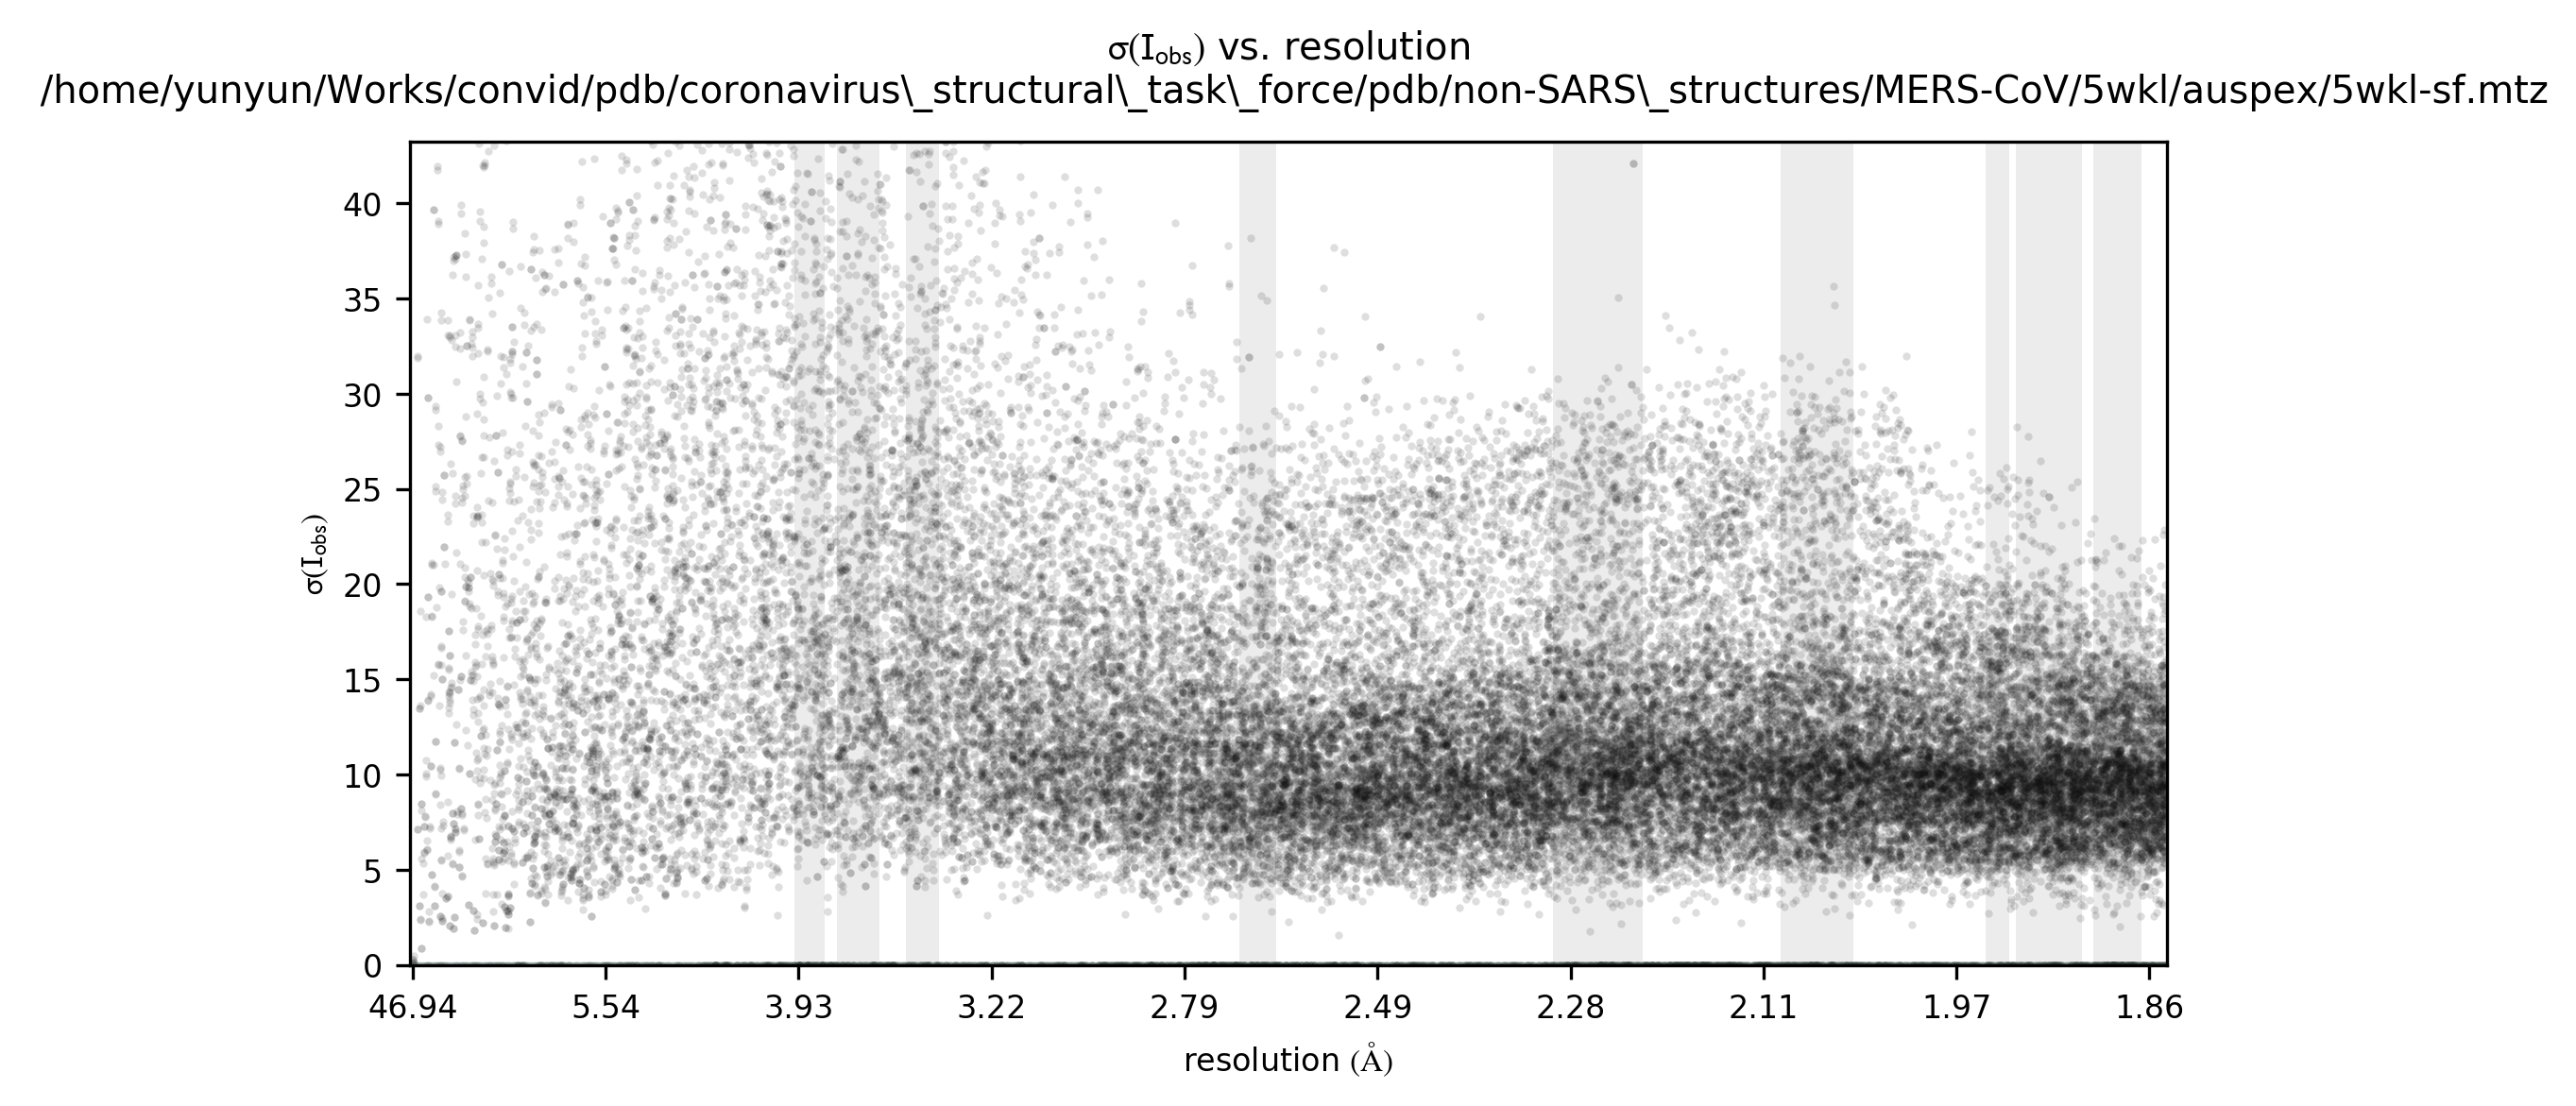 σ(I_obs) vs. resolution
/home/yunyun/Works/convid/pdb/coronavirus\_structural\_task\_force/pdb/non-SARS\_structures/MERS-CoV/5wkl/auspex/5wkl-sf.mtz
40
35
30
25
20
15
10
5
0
σ(I_obs)
46.94 5.54 3.93 3.22 2.79 2.49 2.28 2.11 1.97 1.86
resolution (Å)